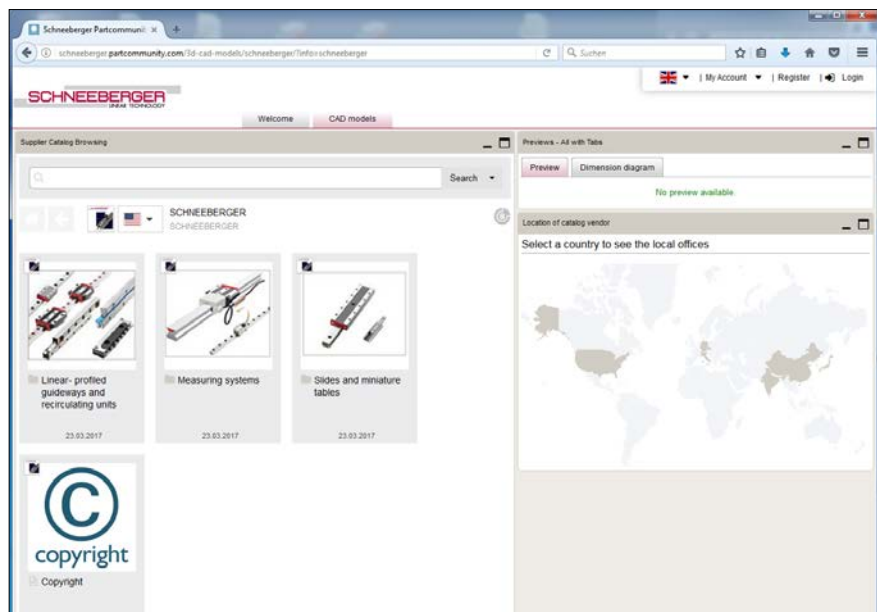 Schneeberger Partcommunit
schneeberger.partcommunity.com/3d-cad-models/schneeberger/?info=schneeberger
Suchen
| My Account | Register | Login
SCHNEEBERGER
LINEAR TECHNOLOGY
Welcome
CAD models
Supplier Catalog Browsing
Search
SCHNEEBERGER
SCHNEEBERGER
Linear- profiled
guideways and
recirculating units
23.03.2017
Measuring systems
23.03.2017
Slides and miniature
tables
23.03.2017
copyright
Copyright
Previews - All with Tabs
Preview
Dimension diagram
No preview available.
Location of catalog vendor
Select a country to see the local offices